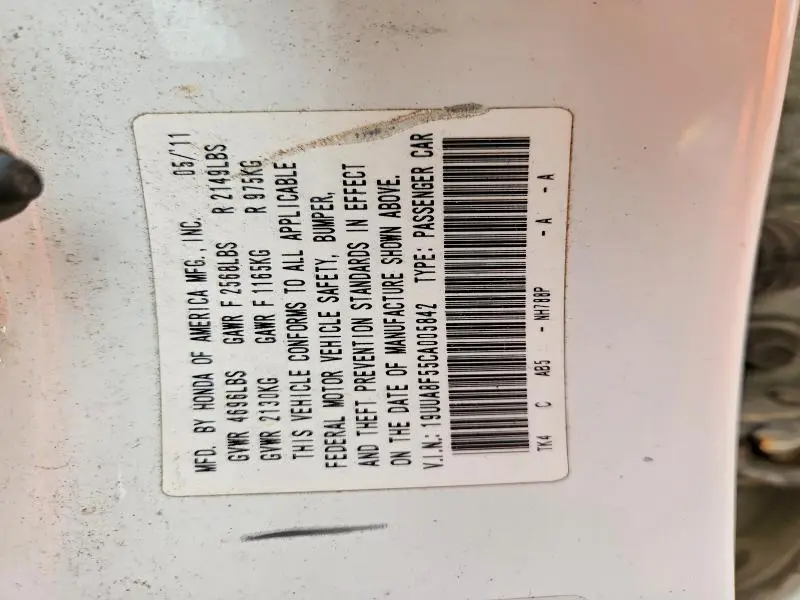 MFD. BY HONDA OF AMERICA MFG., INC. 05/'11
GVWR 4696LBS GAWR F 2568LBS R 2149LBS
GVWR 2130KG GAWR F 1165KG R 975KG
THIS VEHICLE CONFORMS TO ALL APPLICABLE
FEDERAL MOTOR VEHICLE SAFETY, BUMPER,
AND THEFT PREVENTION STANDARDS IN EFFECT
ON THE DATE OF MANUFACTURE SHOWN ABOVE.
V.I.N.: 19UUA8F55CA005842 TYPE: PASSENGER CAR
TK4 C AB5 - NH788P - A - A